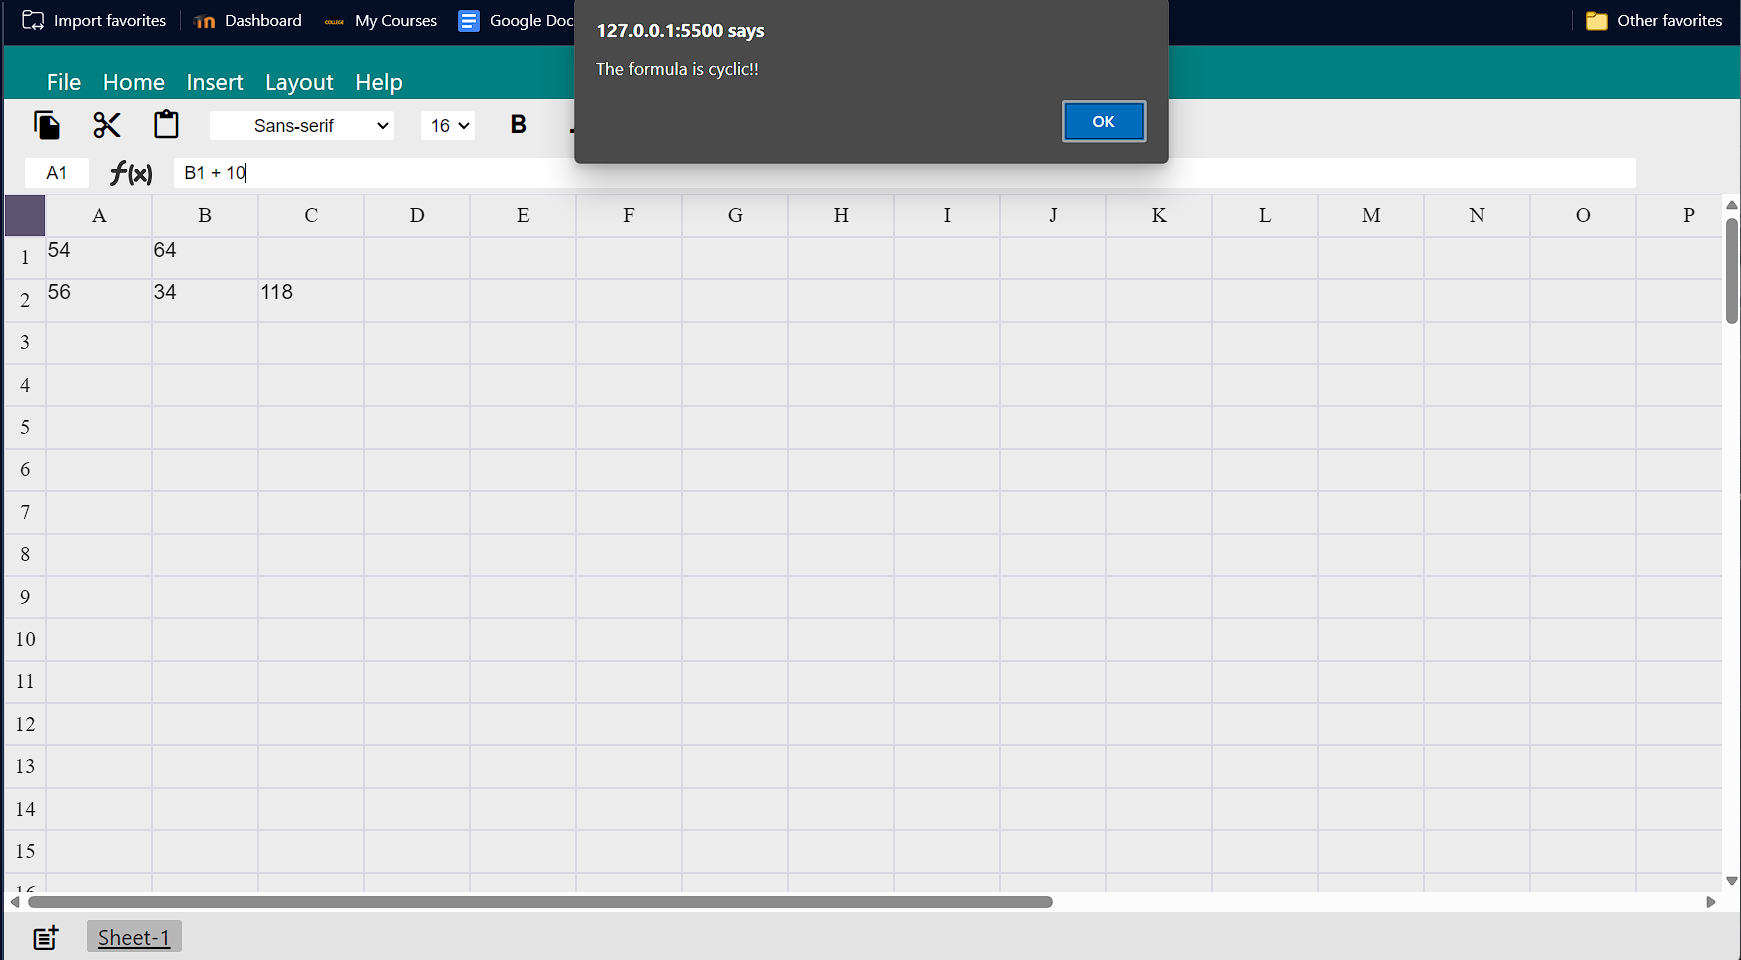 Import favorites Dashboard COLLEGE My Courses Google Doc Other favorites
127.0.0.1:5500 says
The formula is cyclic!!
OK
File Home Insert Layout Help
Sans-serif 16 B
A1 f(x) B1 + 10
A B C D E F G H I J K L M N O P
1 54 64
2 56 34 118
3
4
5
6
7
8
9
10
11
12
13
14
15
16
Sheet-1